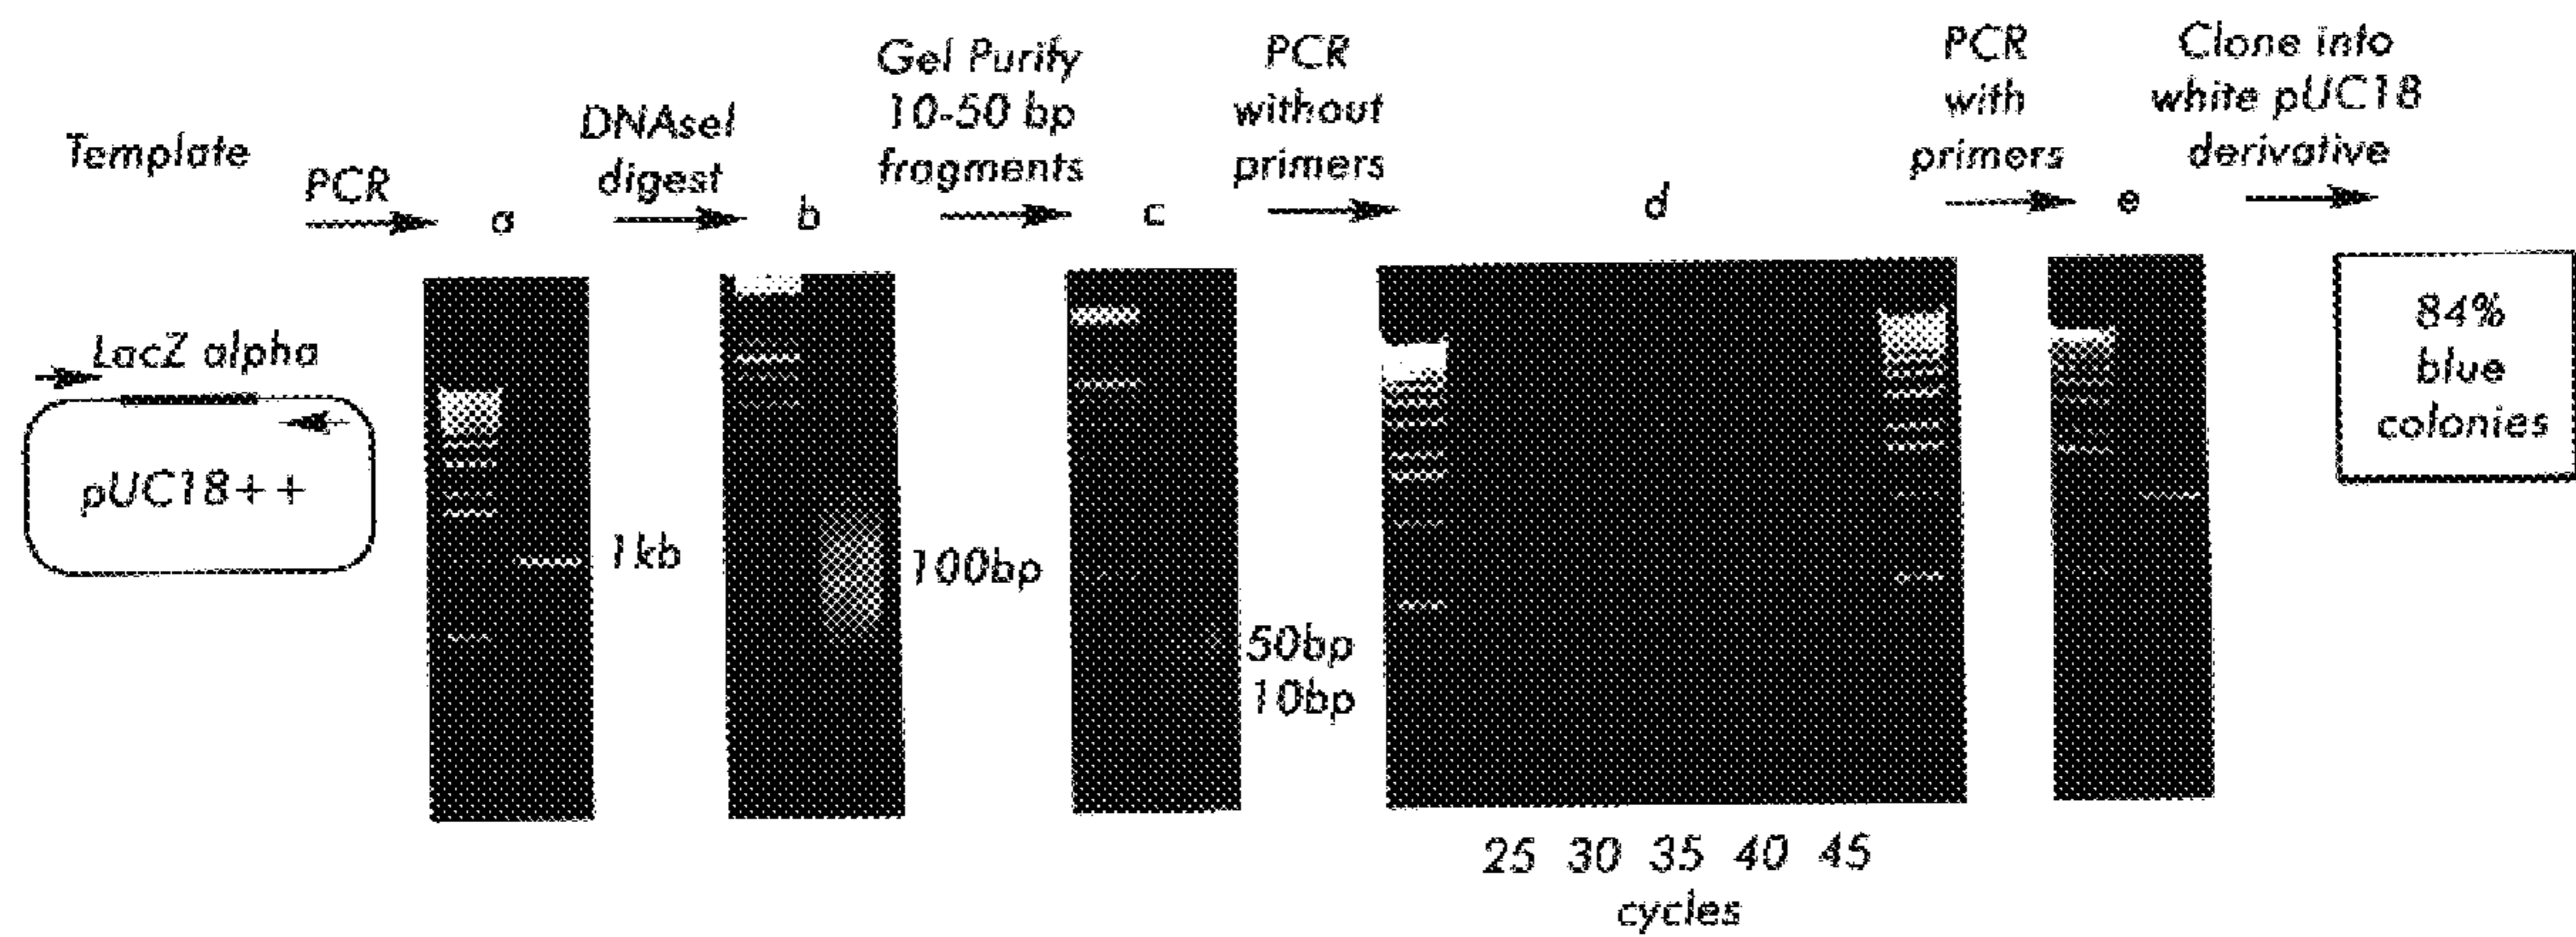 Template
PCR
a
DNAseI
digest
b
Gel Purify
10-50 bp
fragments
c
PCR
without
primers
d
PCR
with
primers
e
Clone into
white pUC18
derivative
LacZ alpha
pUC18++
1kb
100bp
50bp
10bp
84%
blue
colonies
25 30 35 40 45
cycles